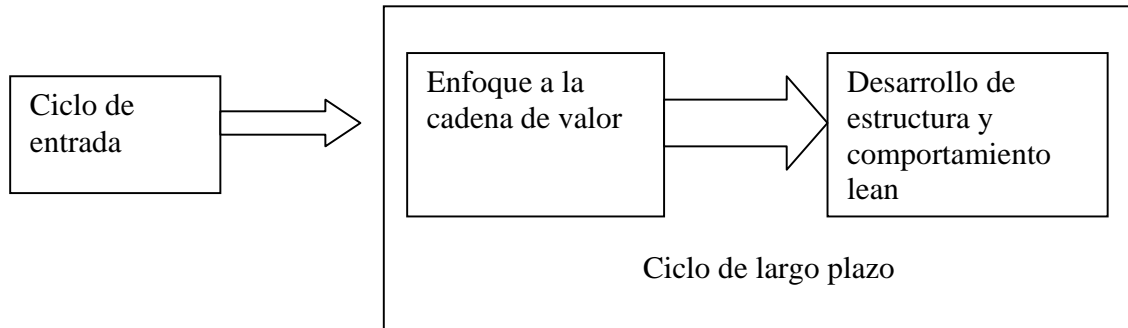 Ciclo de
entrada
Enfoque a la
cadena de valor
Desarrollo de
estructura y
comportamiento
lean
Ciclo de largo plazo